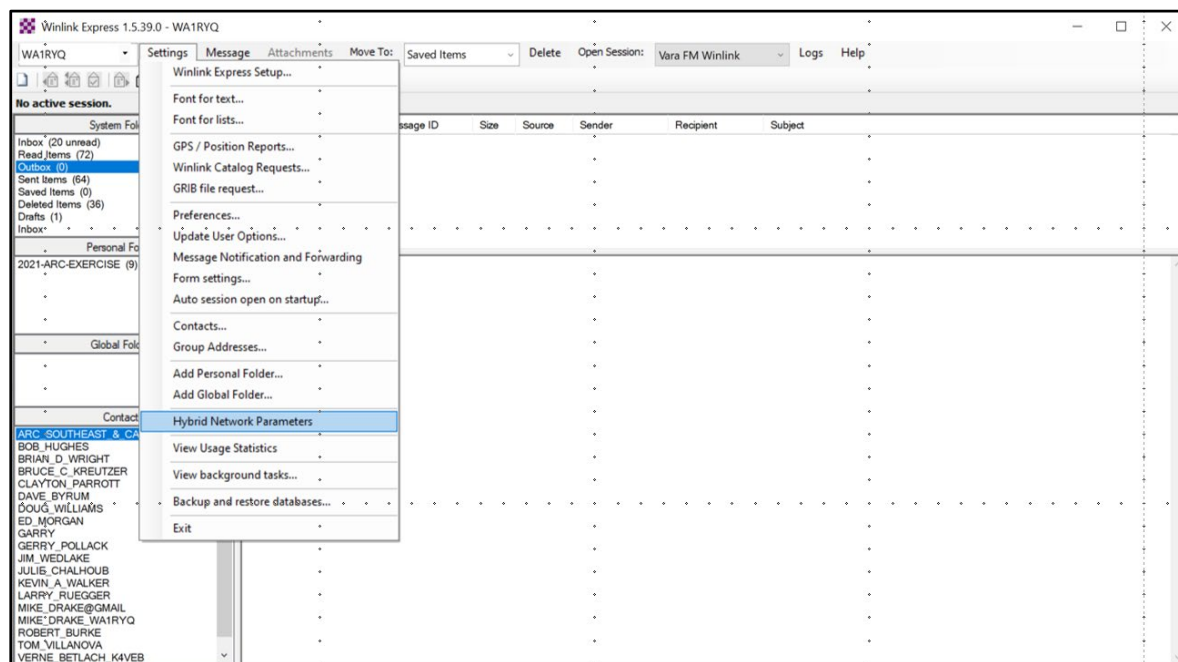 Winlink Express 1.5.39.0 - WA1RYQ
WA1RYQ Settings Message Attachments Move To: Saved Items Delete Open Session: Vara FM Winlink Logs Help
No active session.
System Fol
ssage ID Size Source Sender Recipient Subject
Inbox (20 unread)
Read Items (72)
Outbox (0)
Sent Items (64)
Saved Items (0)
Deleted Items (36)
Drafts (1)
Inbox
Personal Fo
2021-ARC-EXERCISE (9)
Global Fold
Contact
ARC_SOUTHEAST_&_CA
BOB_HUGHES
BRIAN_D_WRIGHT
BRUCE_C_KREUTZER
CLAYTON_PARROTT
DAVE_BYRUM
DOUG_WILLIAMS
ED_MORGAN
GARRY
GERRY_POLLACK
JIM_WEDLAKE
JULIE_CHALHOUB
KEVIN_A_WALKER
LARRY_RUEGGER
MIKE_DRAKE@GMAIL
MIKE_DRAKE_WA1RYQ
ROBERT_BURKE
TOM_VILLANOVA
VERNE_BETLACH_K4VEB
Winlink Express Setup...
Font for text...
Font for lists...
GPS / Position Reports...
Winlink Catalog Requests...
GRIB file request...
Preferences...
Update User Options...
Message Notification and Forwarding
Form settings...
Auto session open on startup...
Contacts...
Group Addresses...
Add Personal Folder...
Add Global Folder...
Hybrid Network Parameters
View Usage Statistics
View background tasks...
Backup and restore databases...
Exit